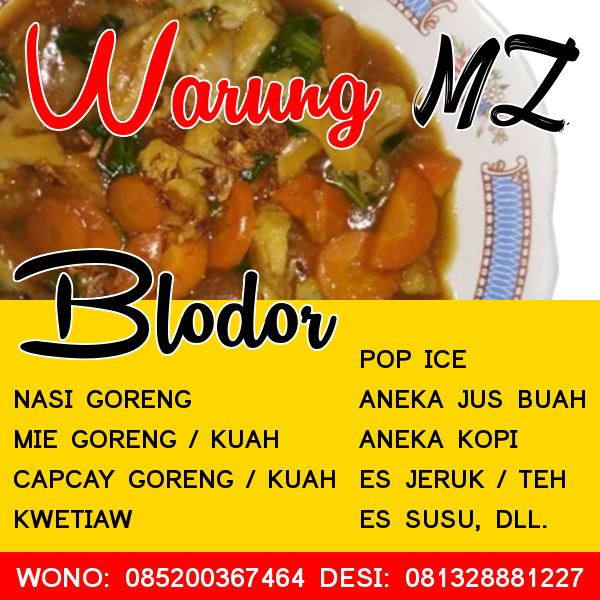 Warung MZ
Blodor
NASI GORENG
MIE GORENG / KUAH
CAPCAY GORENG / KUAH
KWETIAW
POP ICE
ANEKA JUS BUAH
ANEKA KOPI
ES JERUK / TEH
ES SUSU, DLL.
WONO: 085200367464 DESI: 081328881227